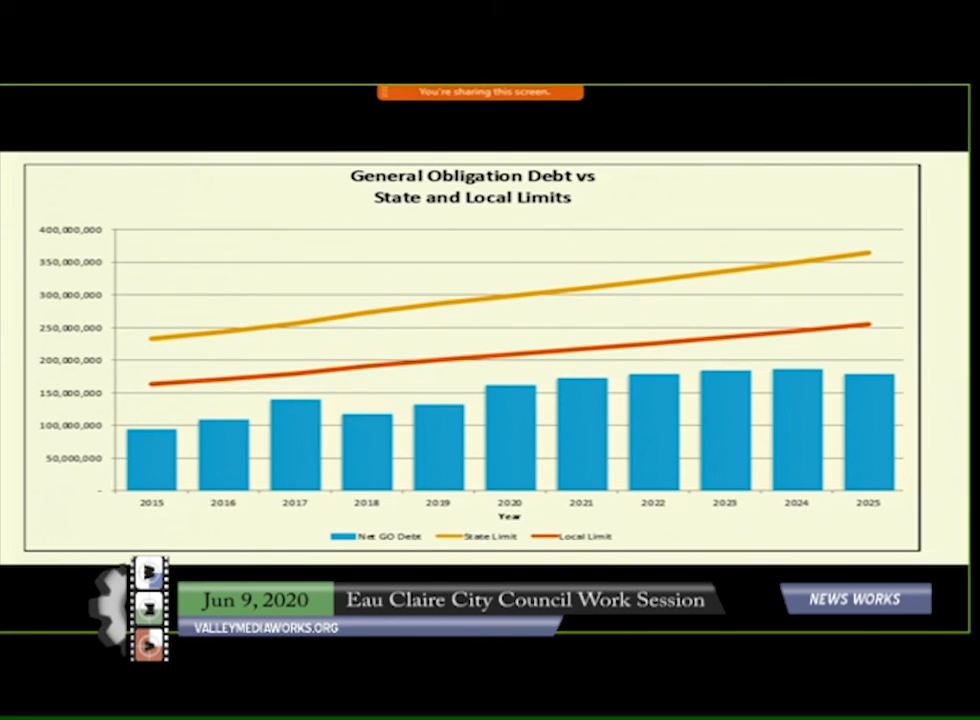 You're sharing this screen.
General Obligation Debt vs
State and Local Limits
400,000,000
350,000,000
300,000,000
250,000,000
200,000,000
150,000,000
100,000,000
50,000,000
-
2015 2016 2017 2018 2019 2020 2021 2022 2023 2024 2025
Year
Net GO Debt State Limit Local Limit
Jun 9, 2020 Eau Claire City Council Work Session NEWS WORKS
VALLEYMEDIAWORKS.ORG